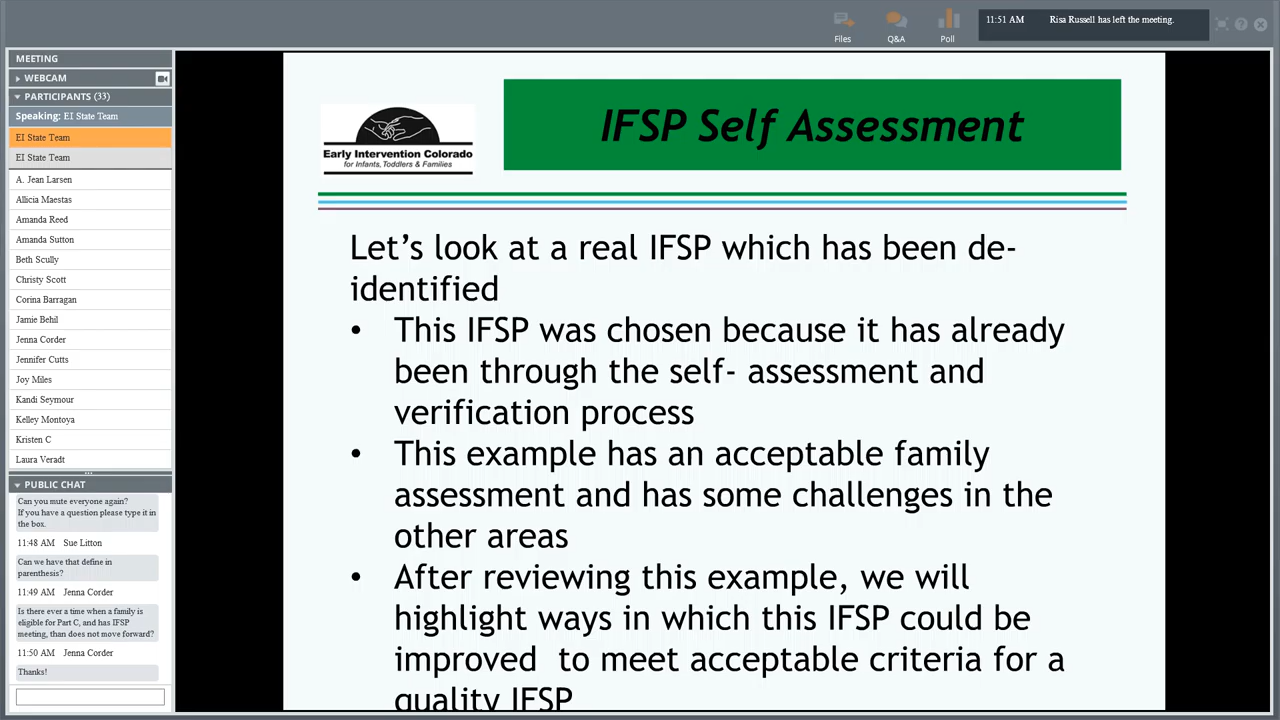 Files
Q&A
Poll
11:51 AM Risa Russell has left the meeting.
MEETING
WEBCAM
PARTICIPANTS (33)
Speaking: EI State Team
EI State Team
EI State Team
A. Jean Larsen
Allicia Maestas
Amanda Reed
Amanda Sutton
Beth Scully
Christy Scott
Corina Barragan
Jamie Behil
Jenna Corder
Jennifer Cutts
Joy Miles
Kandi Seymour
Kelley Montoya
Kristen C
Laura Veradt
PUBLIC CHAT
Can you mute everyone again?
If you have a question please type it in
the box.
11:48 AM Sue Litton
Can we have that define in
parenthesis?
11:49 AM Jenna Corder
Is there ever a time when a family is
eligible for Part C, and has IFSP
meeting, than does not move forward?
11:50 AM Jenna Corder
Thanks!
Early Intervention Colorado
for Infants, Toddlers & Families
IFSP Self Assessment
Let’s look at a real IFSP which has been de-
identified
• This IFSP was chosen because it has already
been through the self- assessment and
verification process
• This example has an acceptable family
assessment and has some challenges in the
other areas
• After reviewing this example, we will
highlight ways in which this IFSP could be
improved to meet acceptable criteria for a
quality IFSP